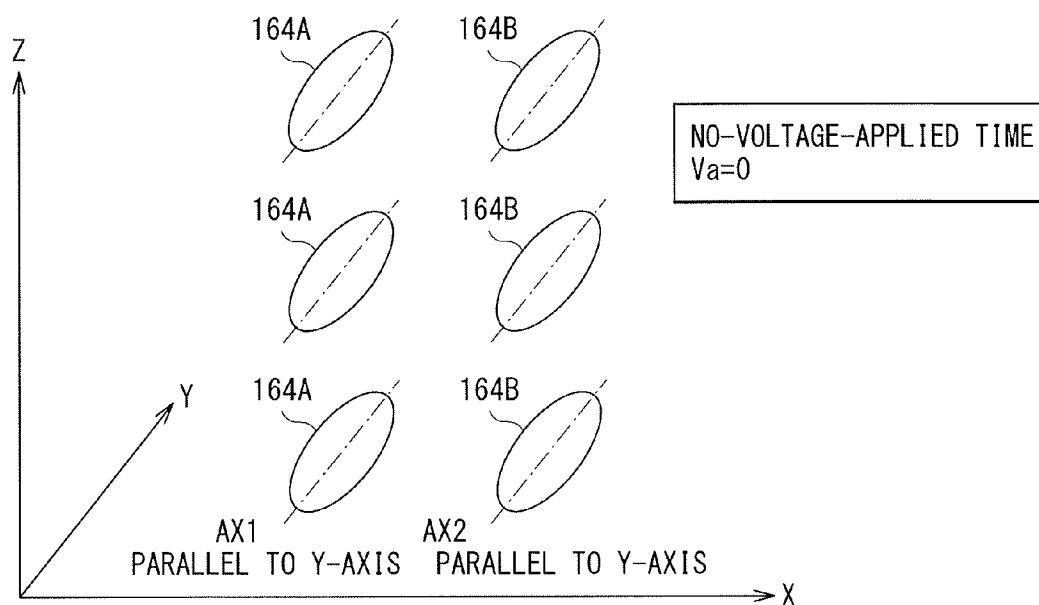 164A
164B
Z
NO-VOLTAGE-APPLIED TIME
Va=0
164A
164B
Y
164A
164B
AX1
AX2
PARALLEL TO Y-AXIS
PARALLEL TO Y-AXIS
X